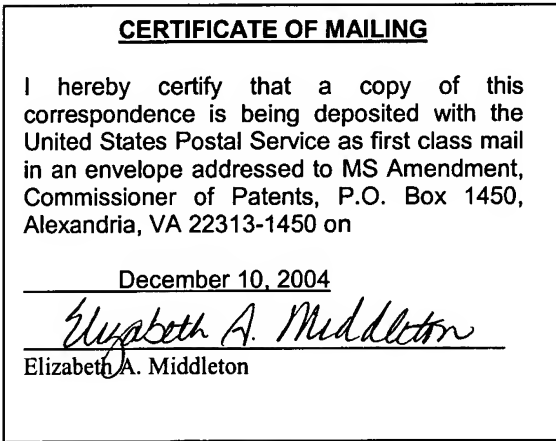 CERTIFICATE OF MAILING
I hereby certify that a copy of this
correspondence is being deposited with the
United States Postal Service as first class mail
in an envelope addressed to MS Amendment,
Commissioner of Patents, P.O. Box 1450,
Alexandria, VA 22313-1450 on
December 10, 2004
Elizabeth A. Middleton
Elizabeth A. Middleton